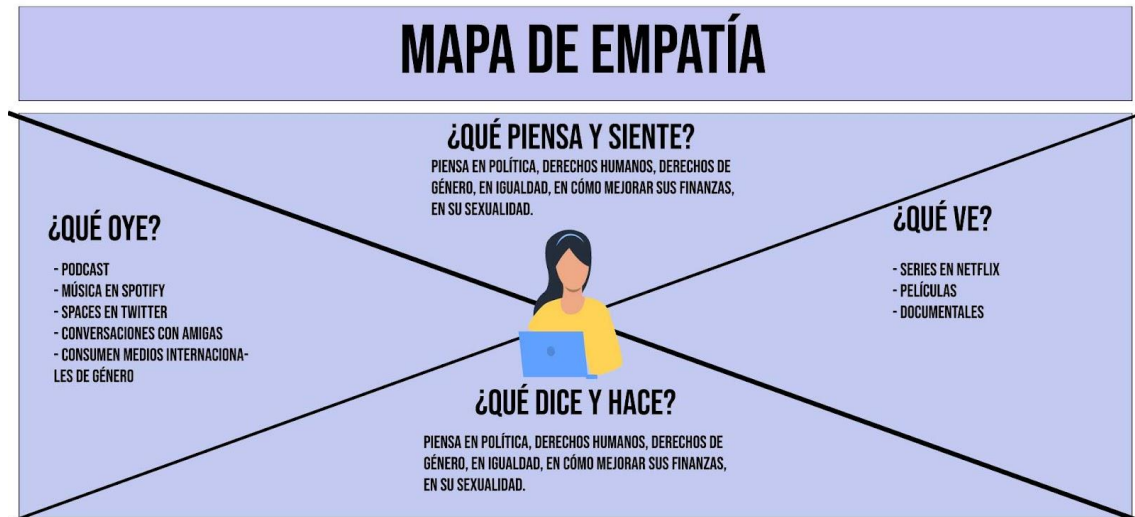 MAPA DE EMPATÍA
¿QUÉ PIENSA Y SIENTE?
PIENSA EN POLÍTICA, DERECHOS HUMANOS, DERECHOS DE
GÉNERO, EN IGUALDAD, EN CÓMO MEJORAR SUS FINANZAS,
EN SU SEXUALIDAD.
¿QUÉ OYE?
- PODCAST
- MÚSICA EN SPOTIFY
- SPACES EN TWITTER
- CONVERSACIONES CON AMIGAS
- CONSUMEN MEDIOS INTERNACIONA-
LES DE GÉNERO
¿QUÉ VE?
- SERIES EN NETFLIX
- PELÍCULAS
- DOCUMENTALES
¿QUÉ DICE Y HACE?
PIENSA EN POLÍTICA, DERECHOS HUMANOS, DERECHOS DE
GÉNERO, EN IGUALDAD, EN CÓMO MEJORAR SUS FINANZAS,
EN SU SEXUALIDAD.